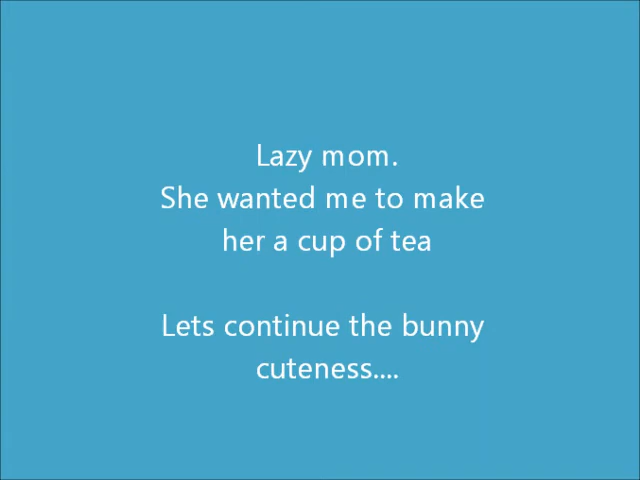 Lazy mom.
She wanted me to make
her a cup of tea
Lets continue the bunny
cuteness....